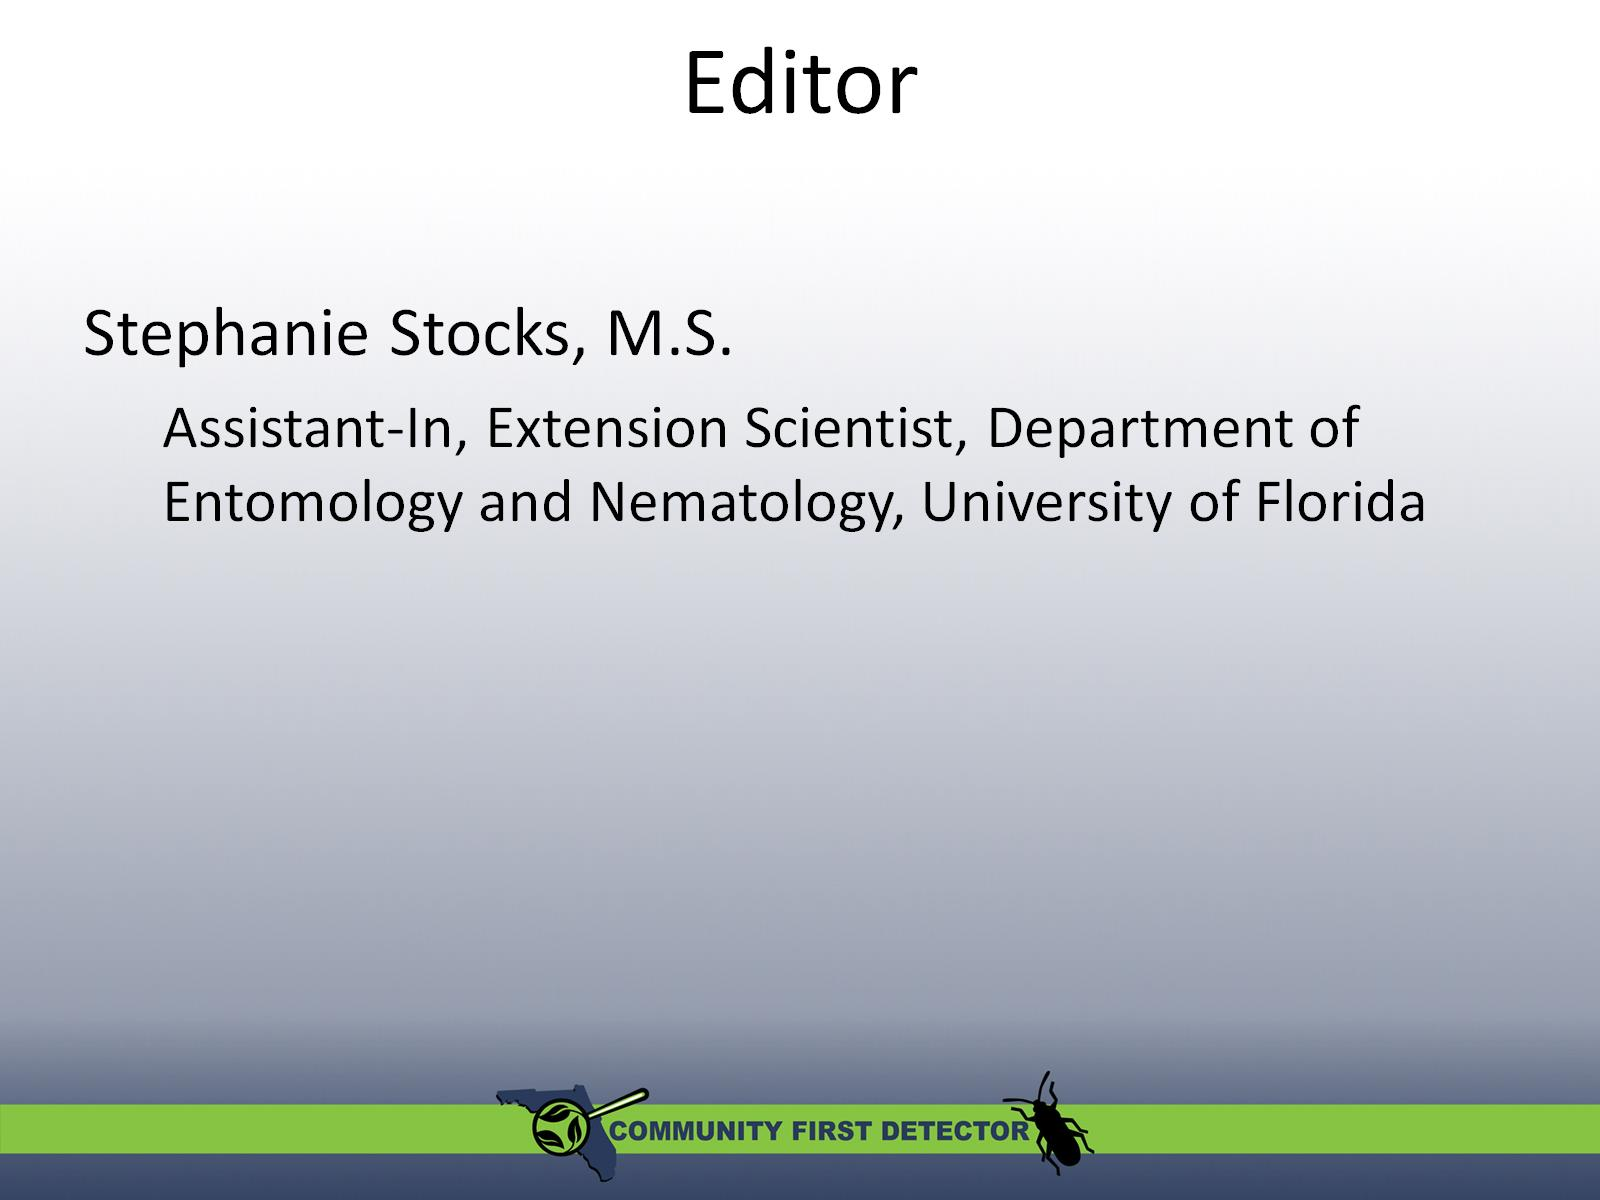 Editor
Stephanie Stocks, M.S.
Assistant-In, Extension Scientist, Department of
Entomology and Nematology, University of Florida
COMMUNITY FIRST DETECTOR